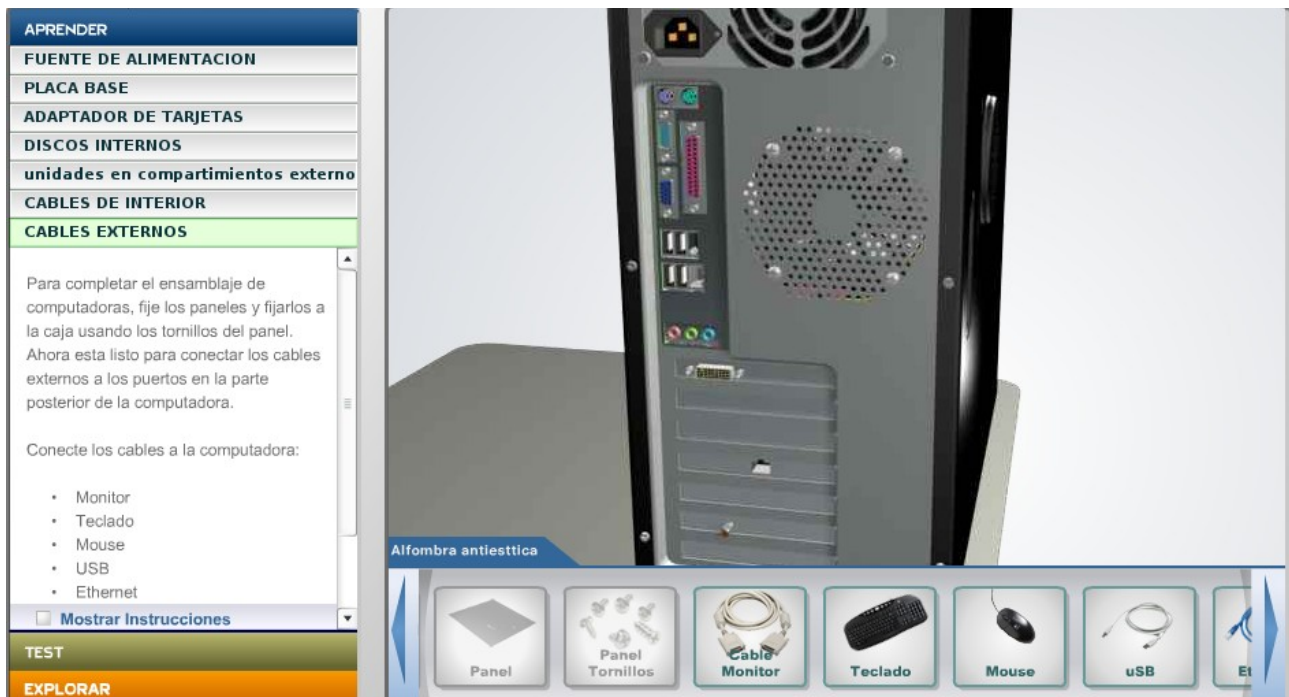 APRENDER
FUENTE DE ALIMENTACION
PLACA BASE
ADAPTADOR DE TARJETAS
DISCOS INTERNOS
unidades en compartimientos externo
CABLES DE INTERIOR
CABLES EXTERNOS
Para completar el ensamblaje de
computadoras, fije los paneles y fijarlos a
la caja usando los tornillos del panel.
Ahora esta listo para conectar los cables
externos a los puertos en la parte
posterior de la computadora.
Conecte los cables a la computadora:
• Monitor
• Teclado
• Mouse
• USB
• Ethernet
Mostrar Instrucciones
TEST
EXPLORAR
Alfombra antiesttica
Panel
Panel
Tornillos
Cable
Monitor
Teclado
Mouse
uSB
Et